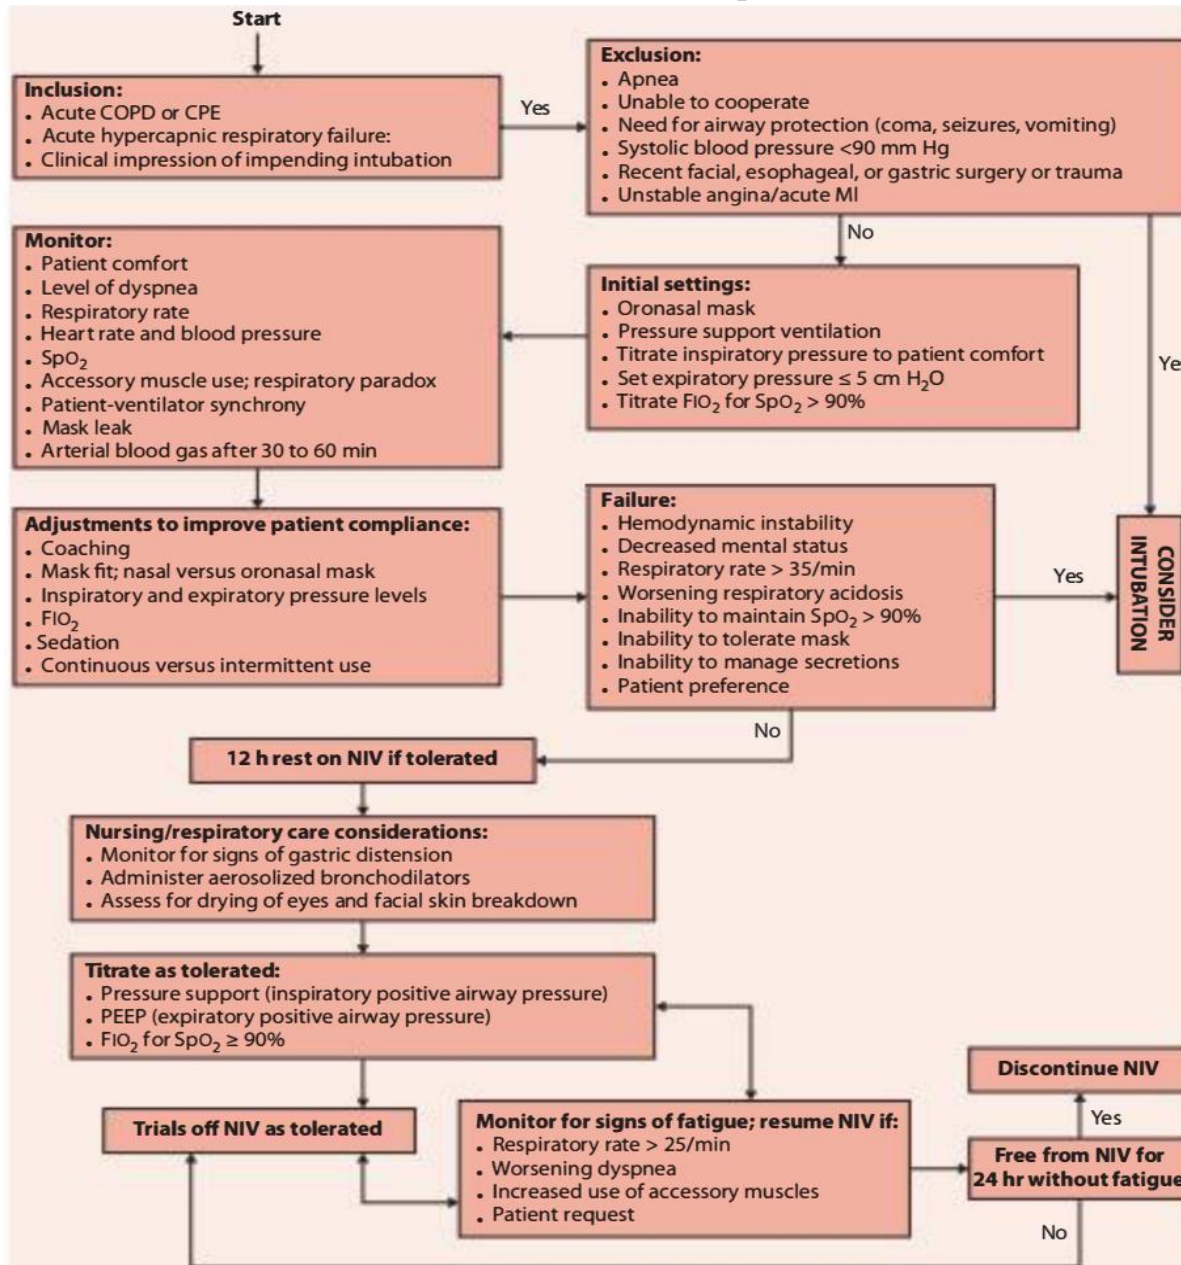 Start
Inclusion:
• Acute COPD or CPE
• Acute hypercapnic respiratory failure:
• Clinical impression of impending intubation
Yes
Exclusion:
• Apnea
• Unable to cooperate
• Need for airway protection (coma, seizures, vomiting)
• Systolic blood pressure <90 mm Hg
• Recent facial, esophageal, or gastric surgery or trauma
• Unstable angina/acute MI
No
Yes
Initial settings:
• Oronasal mask
• Pressure support ventilation
• Titrate inspiratory pressure to patient comfort
• Set expiratory pressure ≤ 5 cm H₂O
• Titrate FIO₂ for SpO₂ > 90%
Monitor:
• Patient comfort
• Level of dyspnea
• Respiratory rate
• Heart rate and blood pressure
• SpO₂
• Accessory muscle use; respiratory paradox
• Patient-ventilator synchrony
• Mask leak
• Arterial blood gas after 30 to 60 min
Adjustments to improve patient compliance:
• Coaching
• Mask fit; nasal versus oronasal mask
• Inspiratory and expiratory pressure levels
• FIO₂
• Sedation
• Continuous versus intermittent use
Failure:
• Hemodynamic instability
• Decreased mental status
• Respiratory rate > 35/min
• Worsening respiratory acidosis
• Inability to maintain SpO₂ > 90%
• Inability to tolerate mask
• Inability to manage secretions
• Patient preference
Yes
CONSIDER
INTUBATION
No
12 h rest on NIV if tolerated
Nursing/respiratory care considerations:
• Monitor for signs of gastric distension
• Administer aerosolized bronchodilators
• Assess for drying of eyes and facial skin breakdown
Titrate as tolerated:
• Pressure support (inspiratory positive airway pressure)
• PEEP (expiratory positive airway pressure)
• FIO₂ for SpO₂ ≥ 90%
Trials off NIV as tolerated
Monitor for signs of fatigue; resume NIV if:
• Respiratory rate > 25/min
• Worsening dyspnea
• Increased use of accessory muscles
• Patient request
Discontinue NIV
Yes
Free from NIV for
24 hr without fatigue
No